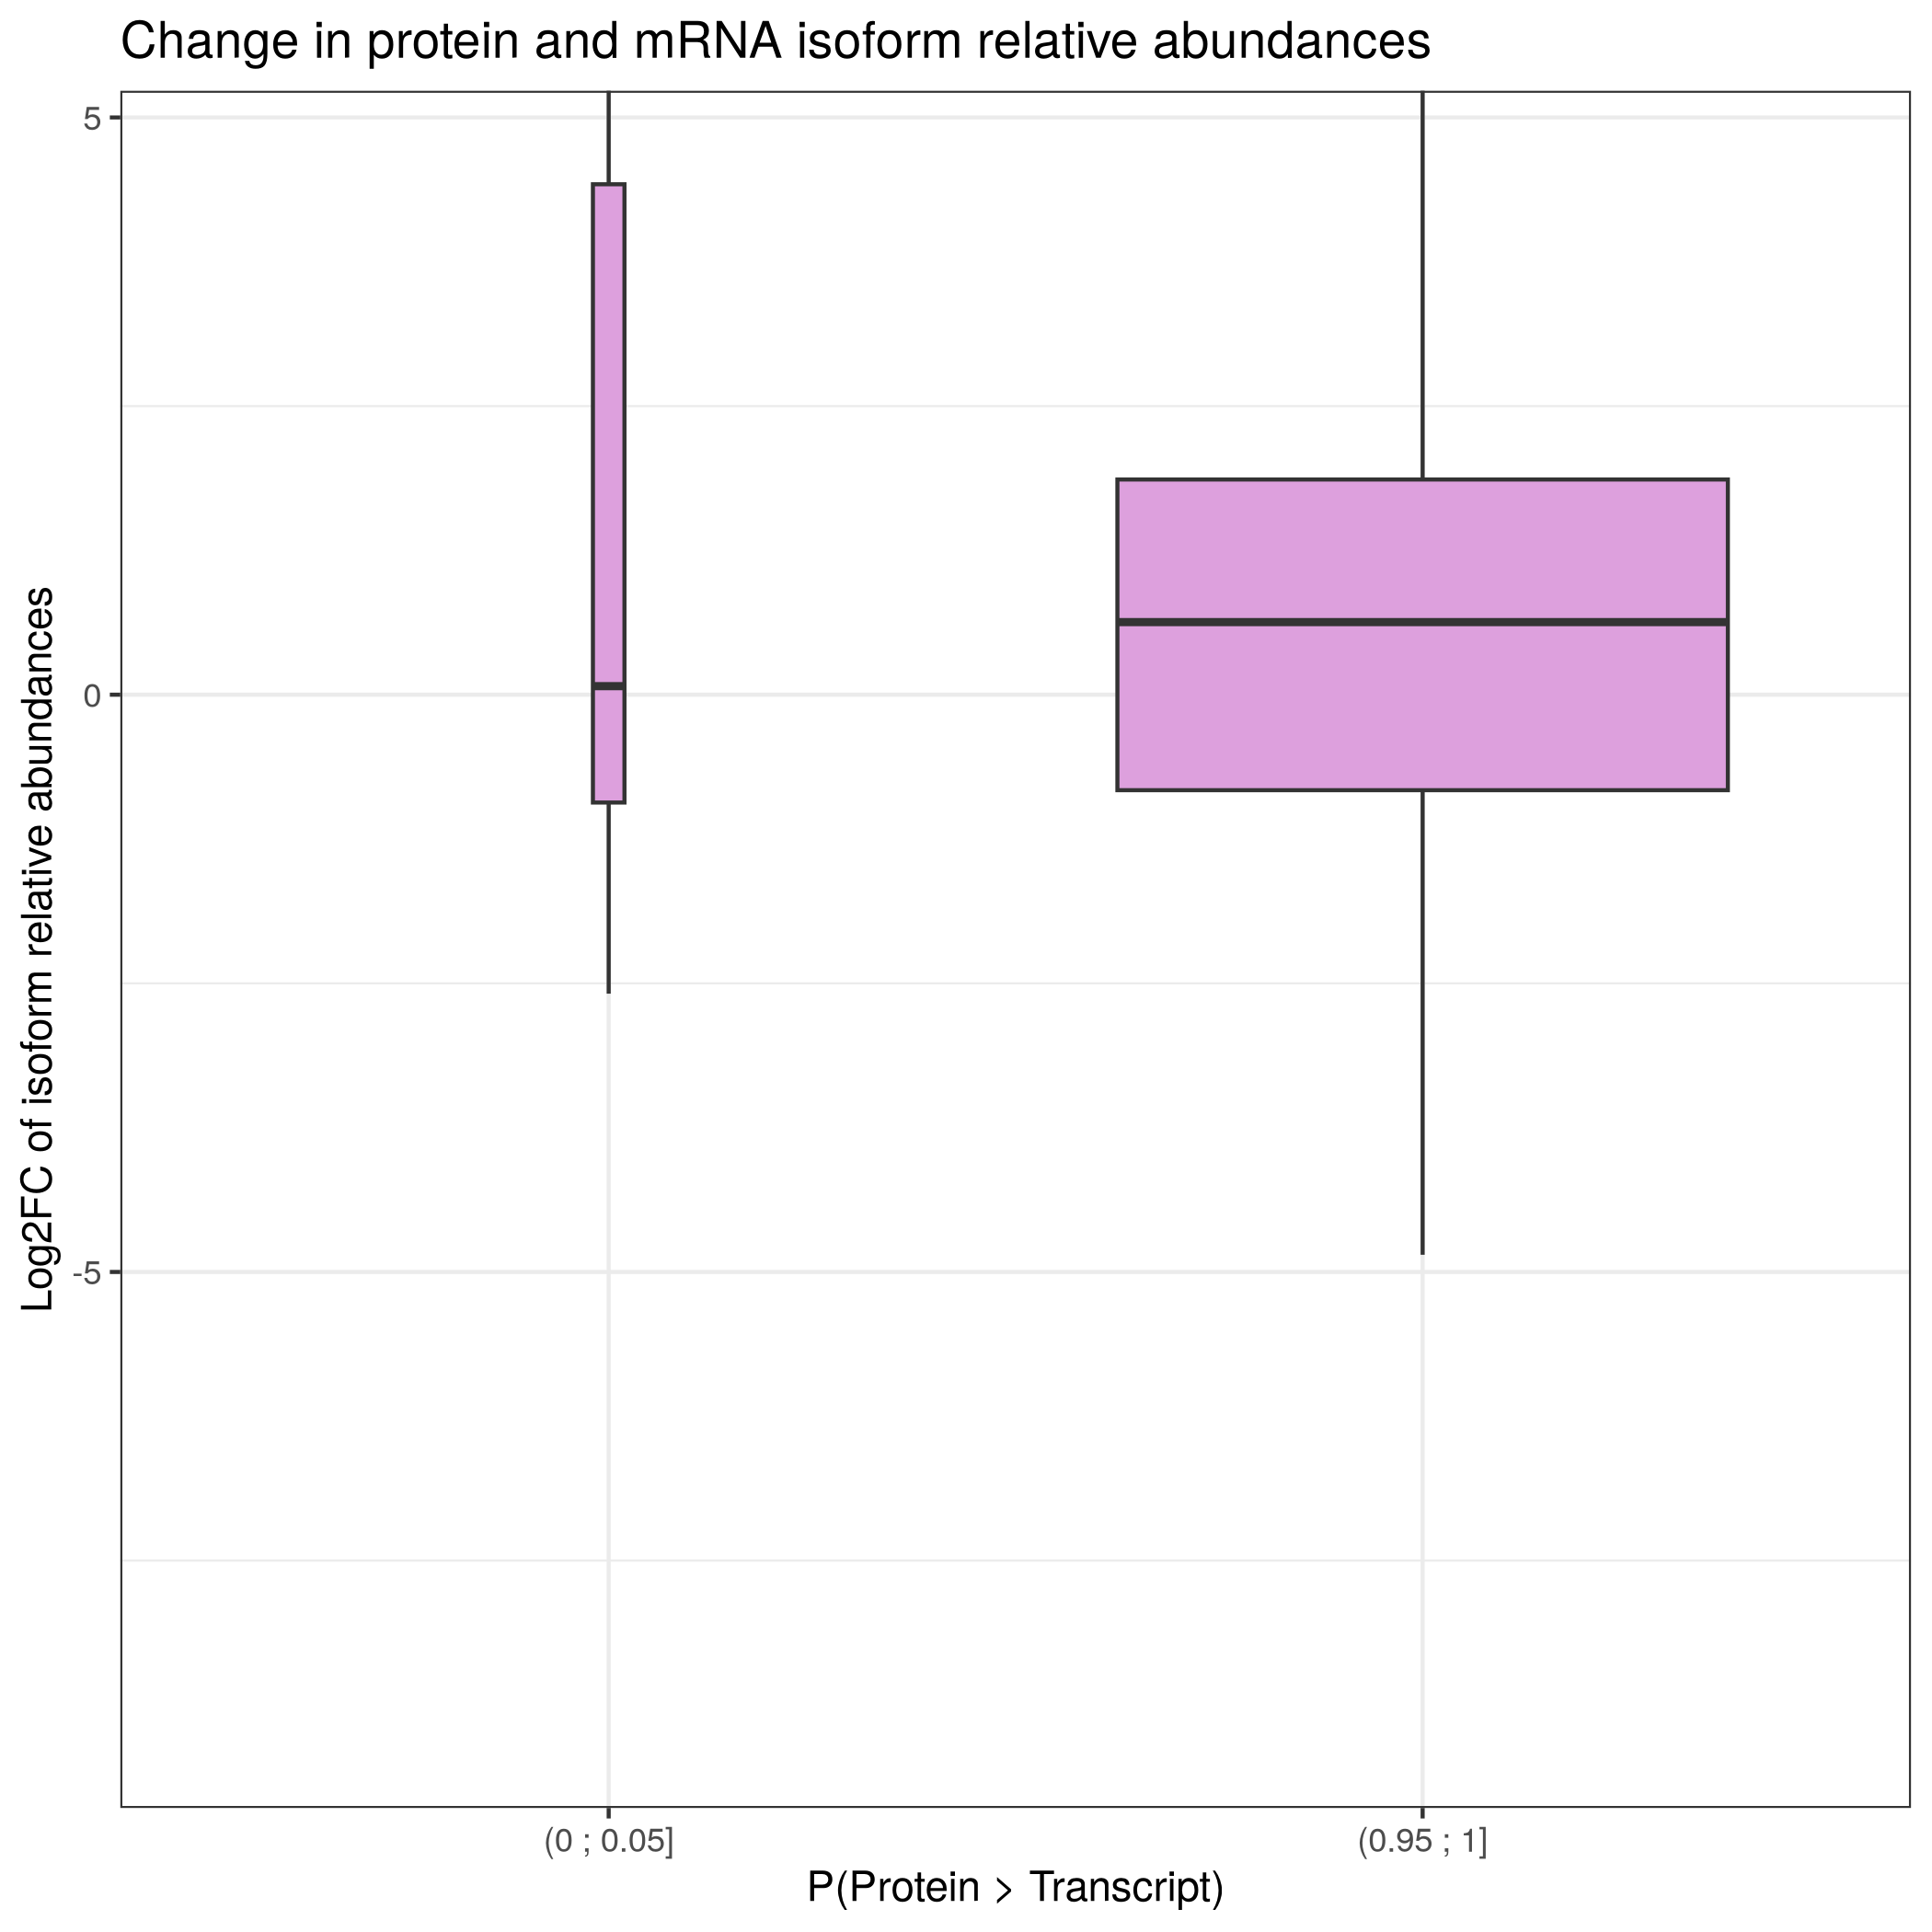 Change in protein and mRNA isoform relative abundances
Log2FC of isoform relative abundances
5
0
-5
(0 ; 0.05]
(0.95 ; 1]
P(Protein > Transcript)